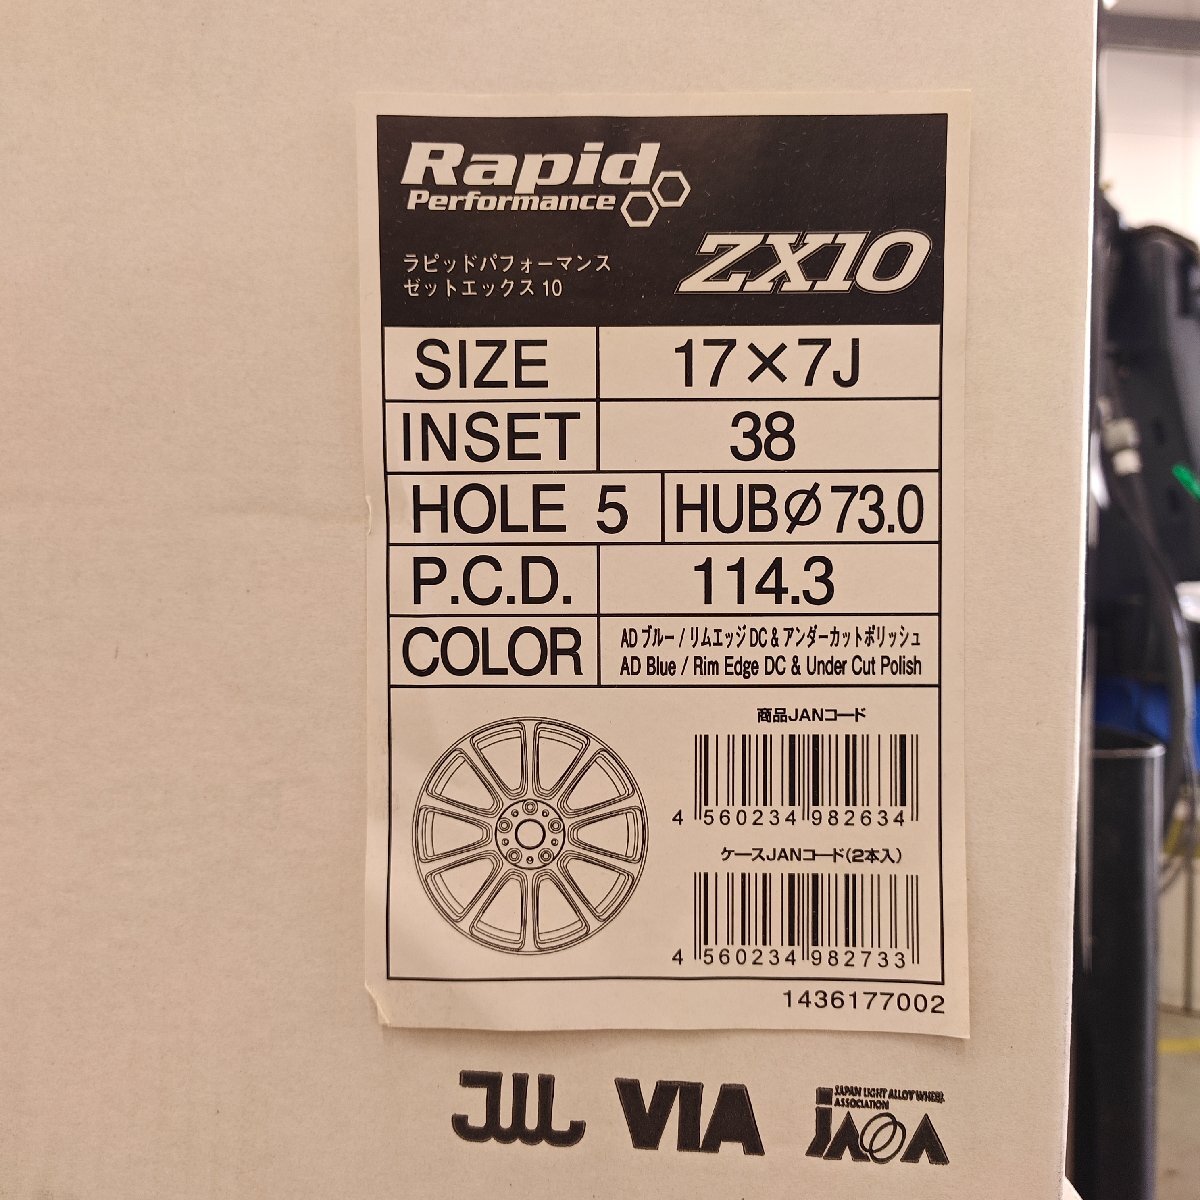 Rapid
Performance
ラピッドパフォーマンス
ゼットエックス10
ZX10
SIZE 17×7J
INSET 38
HOLE 5 HUBφ73.0
P.C.D. 114.3
COLOR ADブルー/リムエッジDC&アンダーカットポリッシュ
AD Blue / Rim Edge DC & Under Cut Polish
商品JANコード
4 560234 982634
ケースJANコード(2本入)
4 560234 982733
1436177002
JWL VIA JAPAN LIGHT ALLOY WHEEL
ASSOCIATION
JAWA